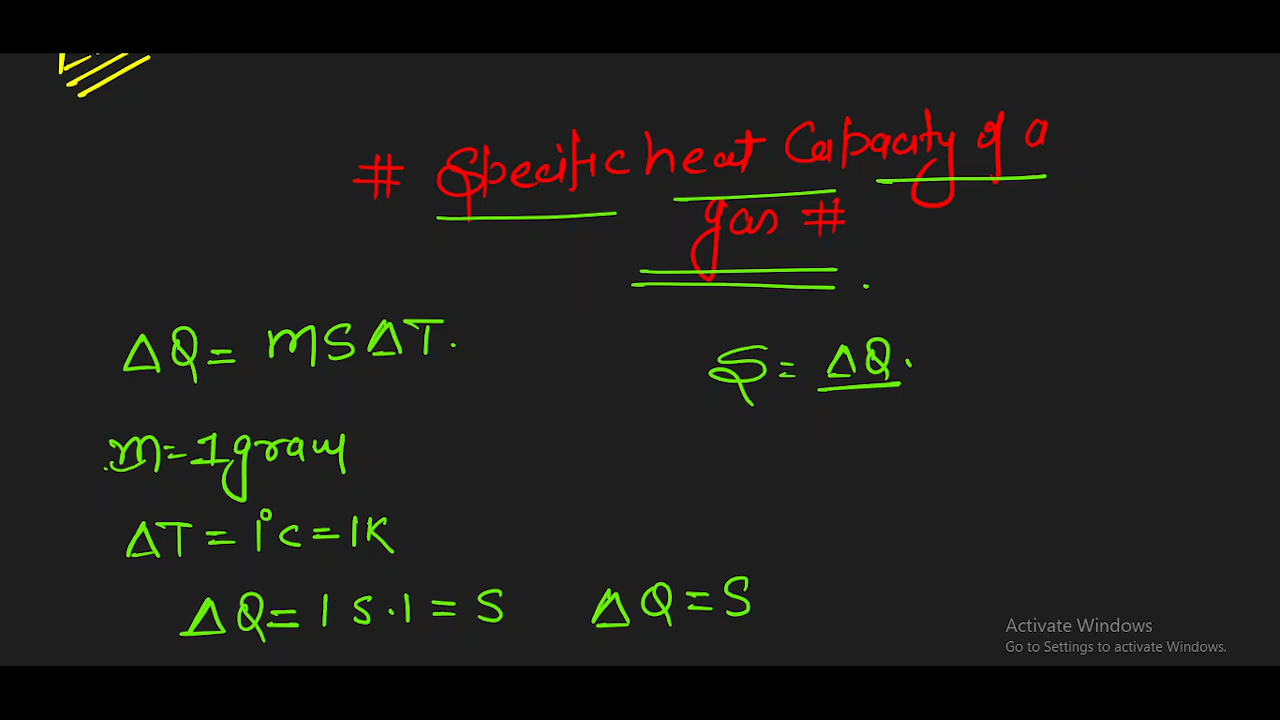 # Specific heat Capacity of a
gas #
ΔQ = mSΔT.
S = ΔQ.
m = 1 gram
ΔT = 1°C = 1K
ΔQ = 1 S · 1 = S
ΔQ = S
Activate Windows
Go to Settings to activate Windows.